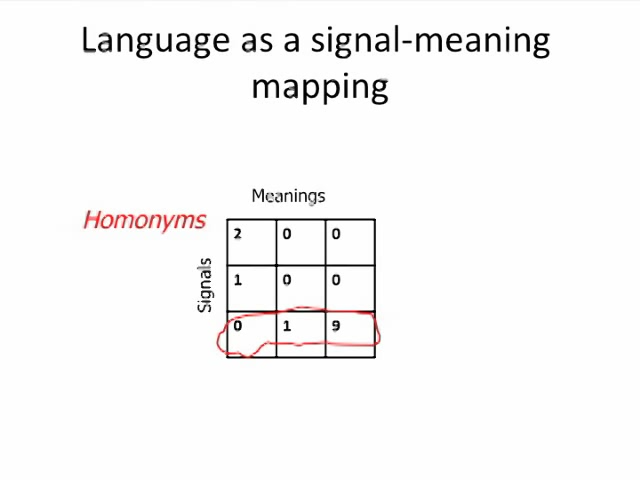 Language as a signal-meaning
mapping
Meanings
Homonyms
Signals
2 0 0
1 0 0
0 1 9